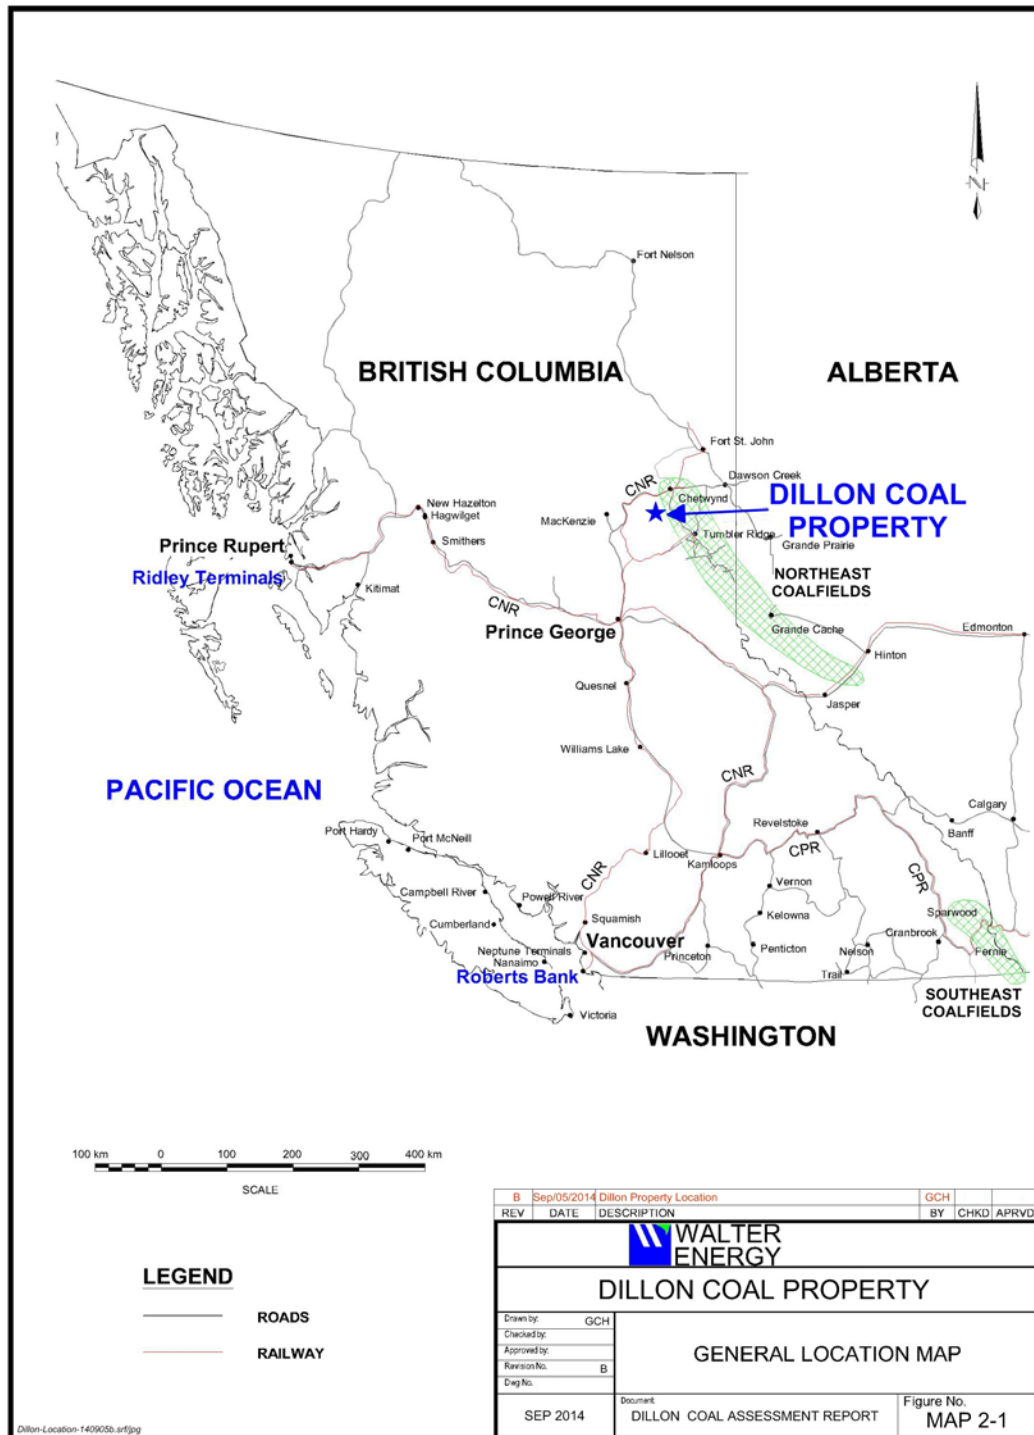 Fort Nelson
BRITISH COLUMBIA
ALBERTA
Fort St. John
Dawson Creek
CNR
Chetwynd
DILLON COAL
PROPERTY
MacKenzie
Tumbler Ridge
Grande Prairie
New Hazelton
Hagwilget
Smithers
Prince Rupert
Ridley Terminals
Kitimat
NORTHEAST
COALFIELDS
CNR
Prince George
Grande Cache
Edmonton
Hinton
Quesnel
Jasper
Williams Lake
CNR
PACIFIC OCEAN
Calgary
Revelstoke
Banff
Port Hardy
Port McNeill
Lillooet
Kamloops
CPR
CNR
CPR
Vernon
Campbell River
Powell River
Kelowna
Sparwood
Cumberland
Squamish
Cranbrook
Vancouver
Neptune Terminals
Nanaimo
Princeton
Penticton
Nelson
Fernie
Roberts Bank
Trail
SOUTHEAST
COALFIELDS
Victoria
WASHINGTON
N
100 km 0 100 200 300 400 km
SCALE
LEGEND
ROADS
RAILWAY
B Sep/05/2014 Dillon Property Location GCH
REV DATE DESCRIPTION BY CHKD APRVD
WALTER
ENERGY
DILLON COAL PROPERTY
Drawn by: GCH
Checked by:
Approved by:
Revision No. B
Dwg No.
GENERAL LOCATION MAP
SEP 2014
Document:
DILLON COAL ASSESSMENT REPORT
Figure No.
MAP 2-1
Dillon-Location-140905b.srf/jpg